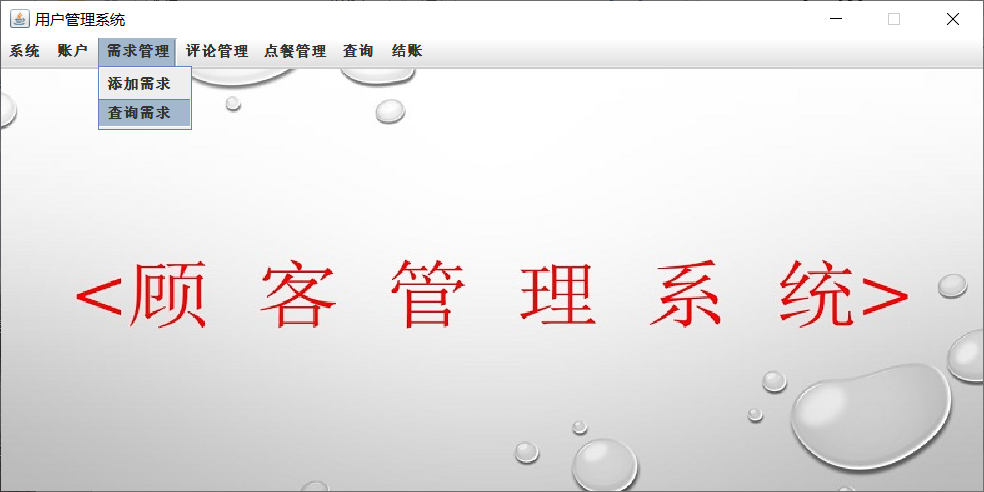 用户管理系统
系统 账户 需求管理 评论管理 点餐管理 查询 结账
添加需求
查询需求
<顾 客 管 理 系 统>